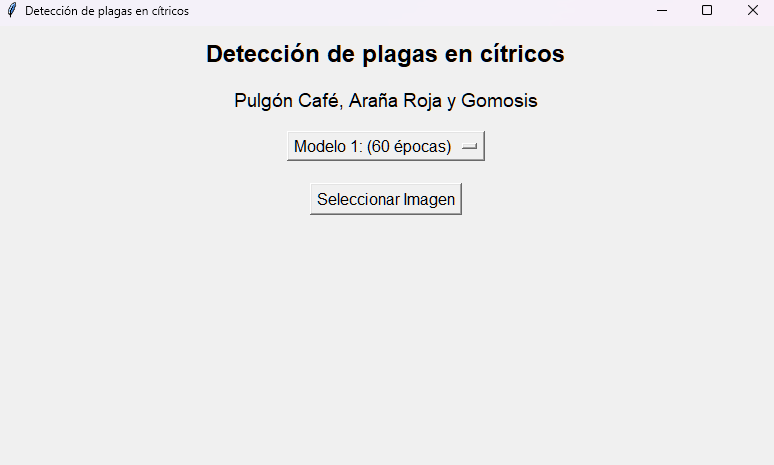 Detección de plagas en cítricos
Detección de plagas en cítricos
Pulgón Café, Araña Roja y Gomosis
Modelo 1: (60 épocas)
Seleccionar Imagen